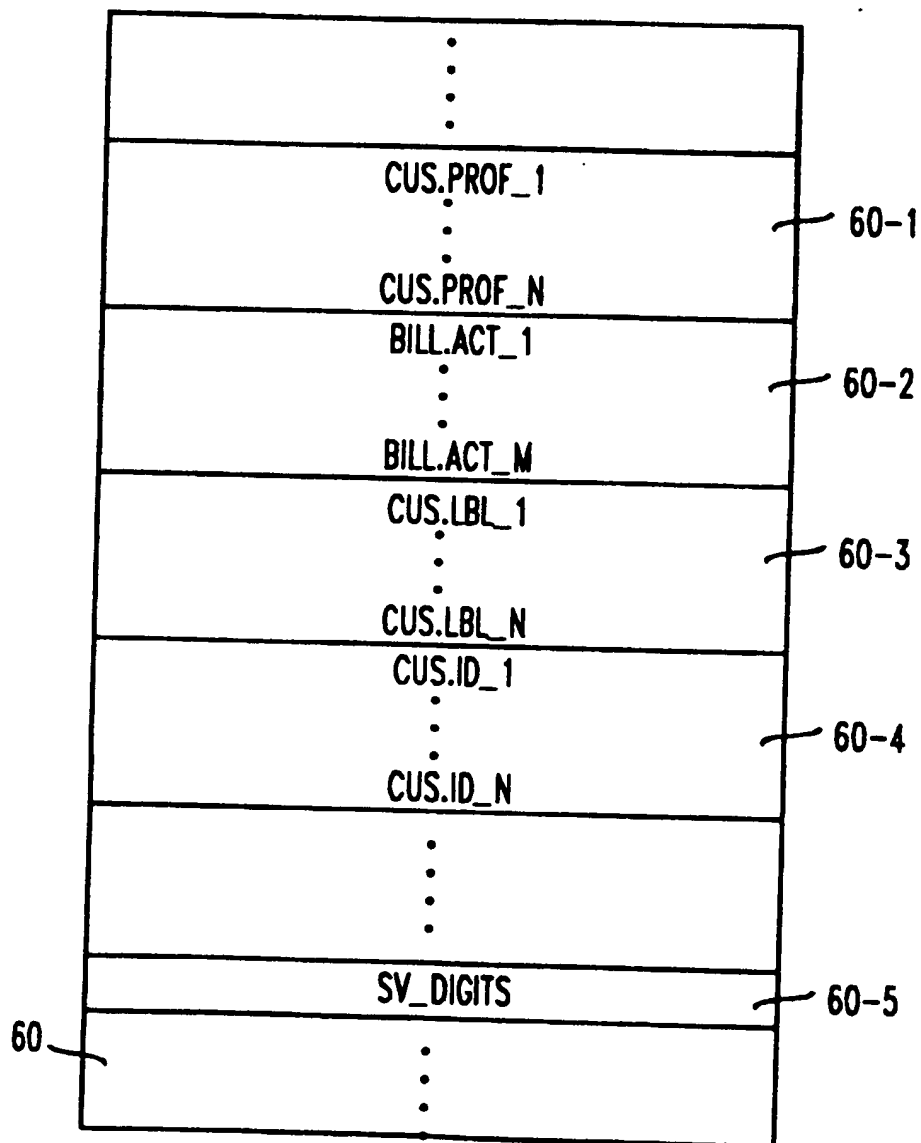 CUS.PROF_1
60-1
CUS.PROF_N
BILL.ACT_1
60-2
BILL.ACT_M
CUS.LBL_1
60-3
CUS.LBL_N
CUS.ID_1
60-4
CUS.ID_N
SV_DIGITS
60-5
60